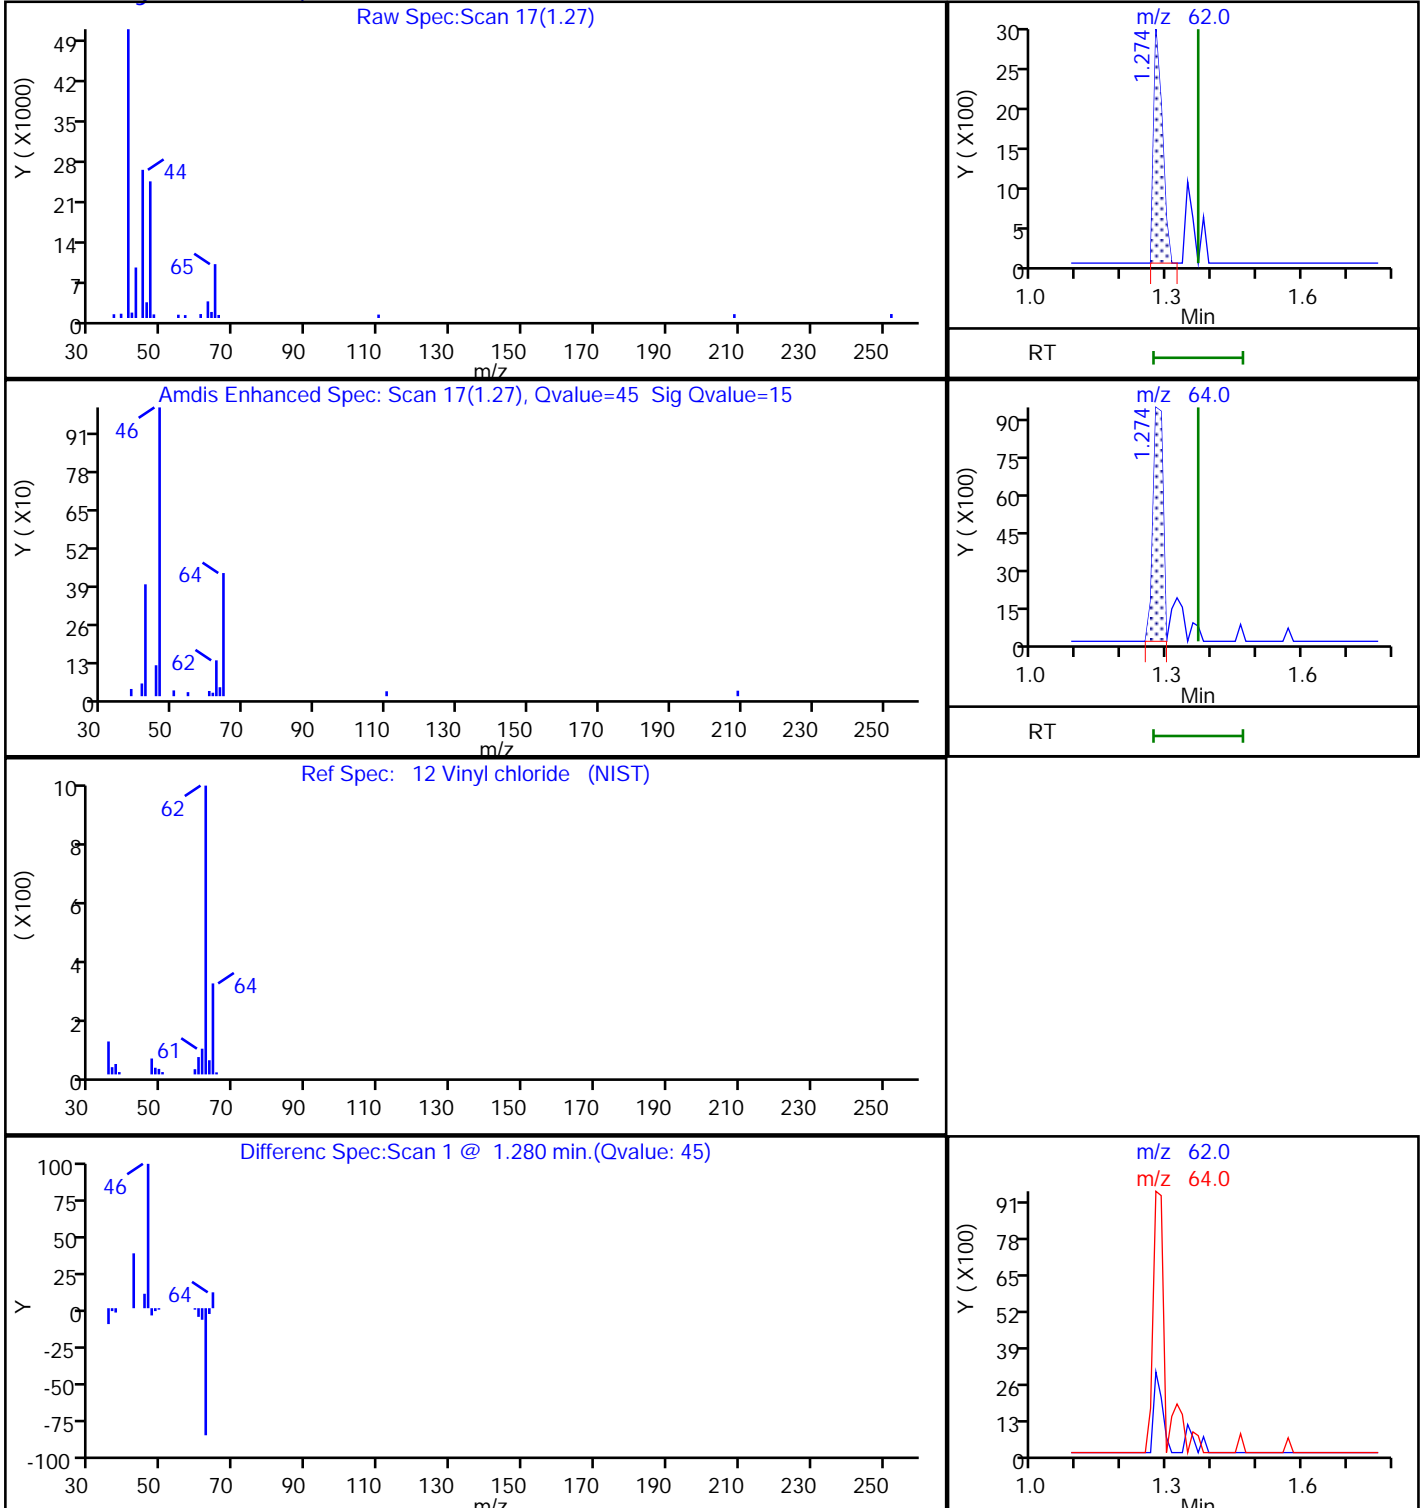 Raw Spec:Scan 17(1.27)
Y ( X1000)
49
42
35
28
21
14
7
0
44
65
30 50 70 90 110 130 150 170 190 210 230 250
m/z
m/z 62.0
Y ( X100)
30
25
20
15
10
5
0
1.274
1.0 1.3 1.6
Min
RT
Amdis Enhanced Spec: Scan 17(1.27), Qvalue=45 Sig Qvalue=15
Y ( X10)
91
78
65
52
39
26
13
0
46
64
62
30 50 70 90 110 130 150 170 190 210 230 250
m/z
m/z 64.0
Y ( X100)
90
75
60
45
30
15
0
1.274
1.0 1.3 1.6
Min
RT
Ref Spec: 12 Vinyl chloride (NIST)
( X100)
10
8
6
4
2
0
62
64
61
30 50 70 90 110 130 150 170 190 210 230 250
Differenc Spec:Scan 1 @ 1.280 min.(Qvalue: 45)
Y
100
75
50
25
0
-25
-50
-75
-100
46
64
30 50 70 90 110 130 150 170 190 210 230 250
m/z
m/z 62.0
m/z 64.0
Y ( X100)
91
78
65
52
39
26
13
0
1.0 1.3 1.6
Min